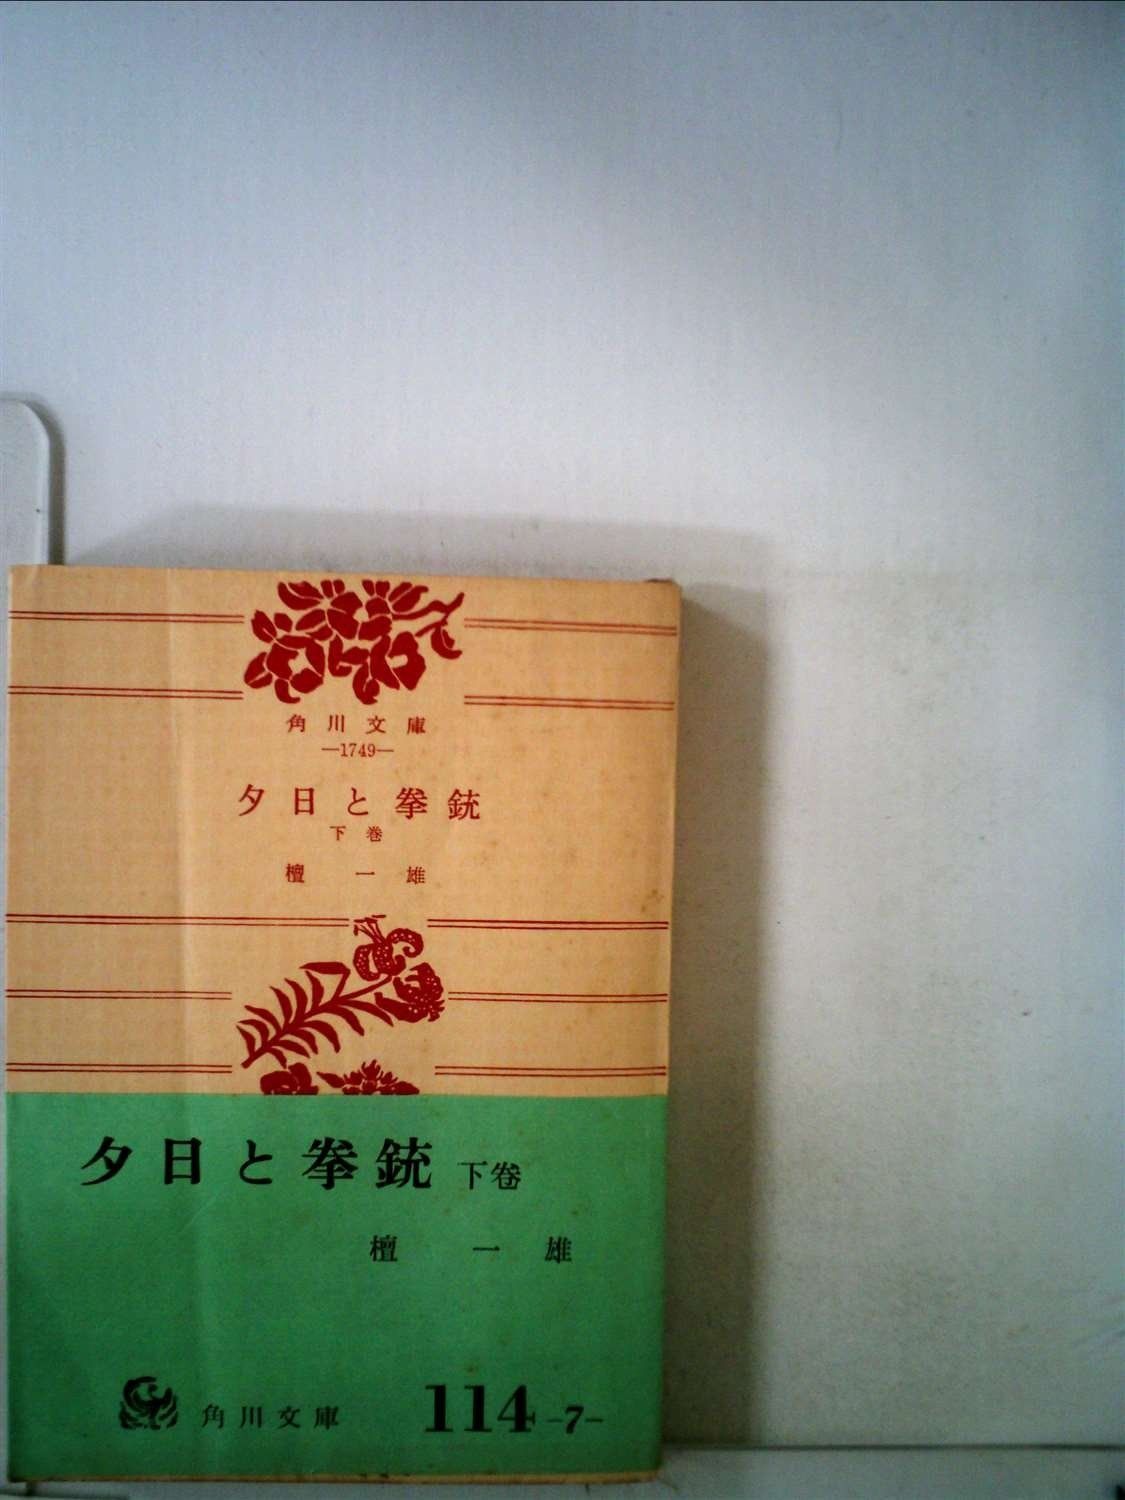 角川文庫
—1749—
夕日と拳銃
下巻
檀一雄
夕日と拳銃 下巻
檀一雄
角川文庫 114-7-